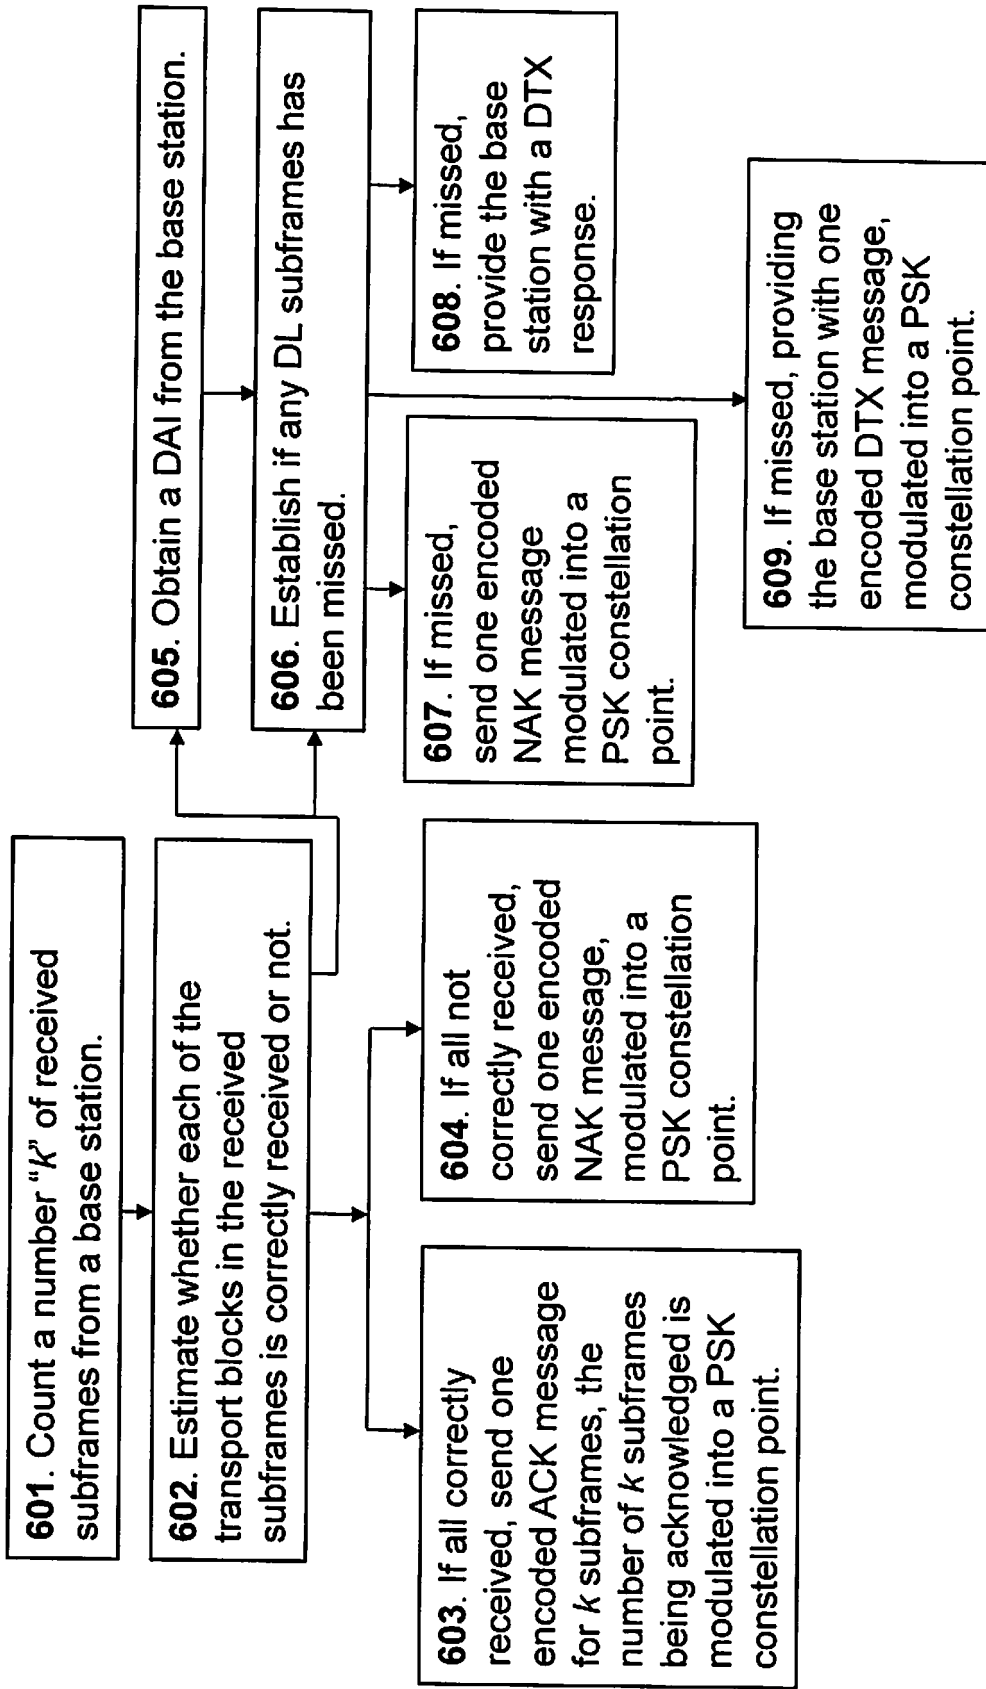 601. Count a number “k” of received
subframes from a base station.
602. Estimate whether each of the
transport blocks in the received
subframes is correctly received or not.
603. If all correctly
received, send one
encoded ACK message
for k subframes, the
number of k subframes
being acknowledged is
modulated into a PSK
constellation point.
604. If all not
correctly received,
send one encoded
NAK message,
modulated into a
PSK constellation
point.
605. Obtain a DAI from the base station.
606. Establish if any DL subframes has
been missed.
607. If missed,
send one encoded
NAK message
modulated into a
PSK constellation
point.
608. If missed,
provide the base
station with a DTX
response.
609. If missed, providing
the base station with one
encoded DTX message,
modulated into a PSK
constellation point.